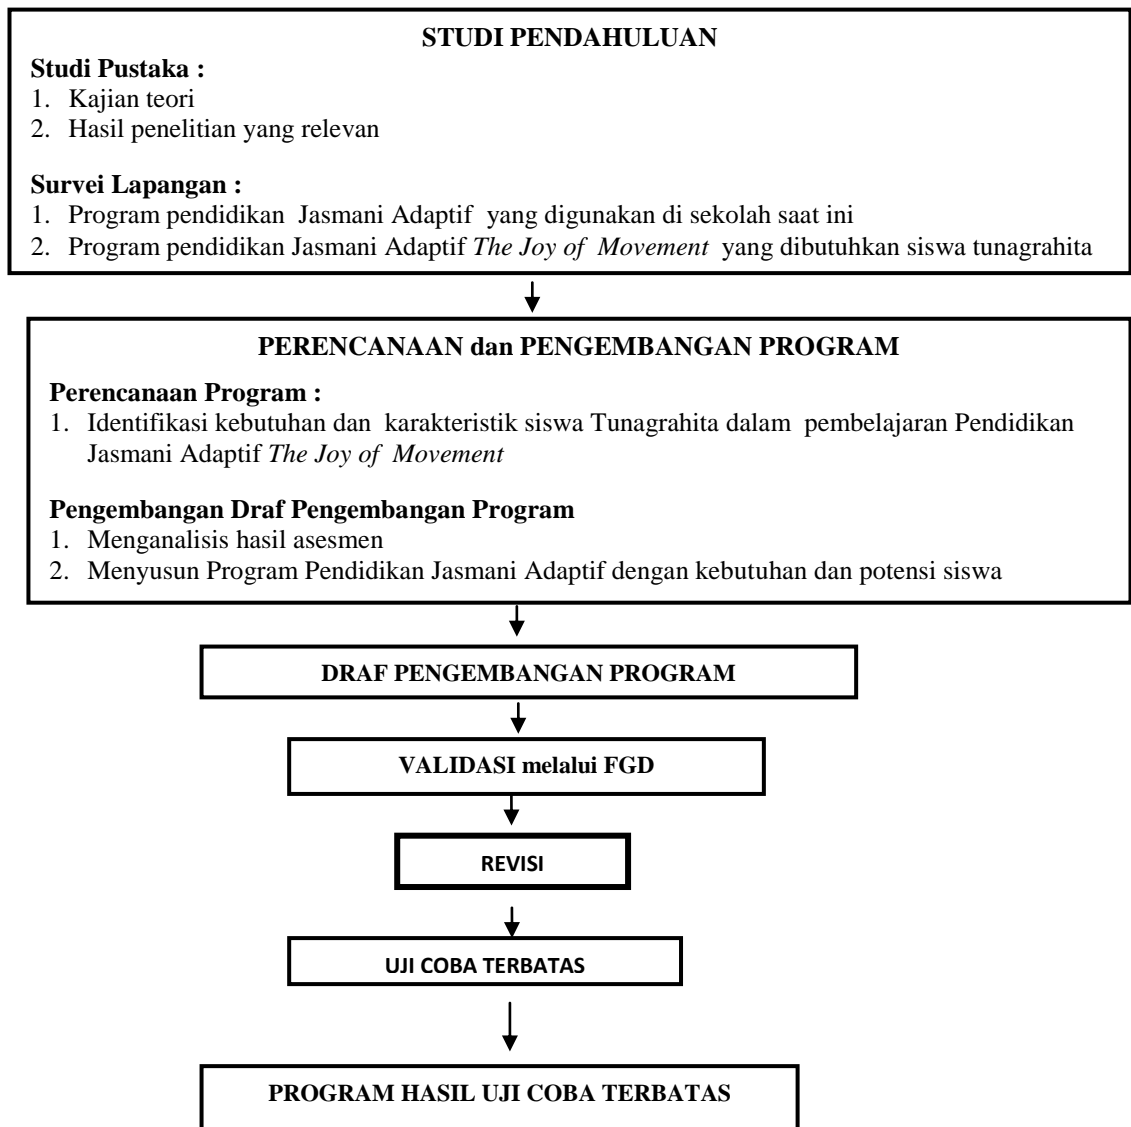 STUDI PENDAHULUAN
Studi Pustaka :
1. Kajian teori
2. Hasil penelitian yang relevan
Survei Lapangan :
1. Program pendidikan Jasmani Adaptif yang digunakan di sekolah saat ini
2. Program pendidikan Jasmani Adaptif The Joy of Movement yang dibutuhkan siswa tunagrahita
PERENCANAAN dan PENGEMBANGAN PROGRAM
Perencanaan Program :
1. Identifikasi kebutuhan dan karakteristik siswa Tunagrahita dalam pembelajaran Pendidikan
Jasmani Adaptif The Joy of Movement
Pengembangan Draf Pengembangan Program
1. Menganalisis hasil asesmen
2. Menyusun Program Pendidikan Jasmani Adaptif dengan kebutuhan dan potensi siswa
DRAF PENGEMBANGAN PROGRAM
VALIDASI melalui FGD
REVISI
UJI COBA TERBATAS
PROGRAM HASIL UJI COBA TERBATAS